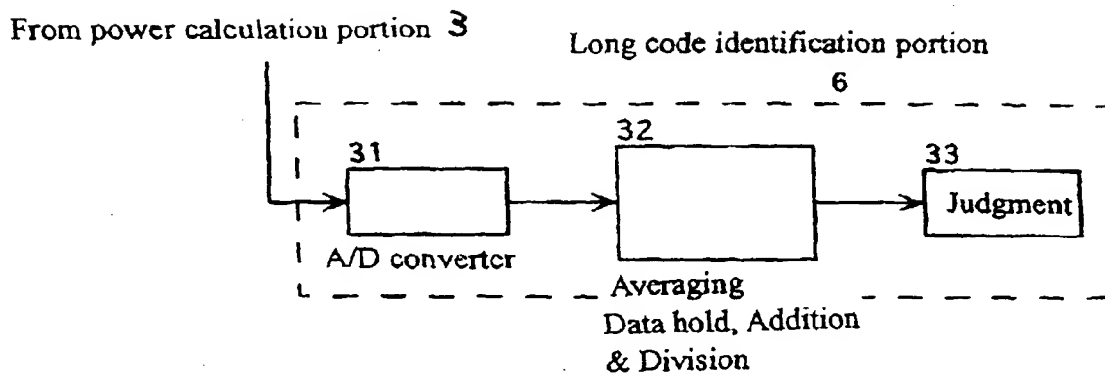 From power calculation portion 3
Long code identification portion
6
31
32
33
Judgment
A/D converter
Averaging
Data hold, Addition
& Division